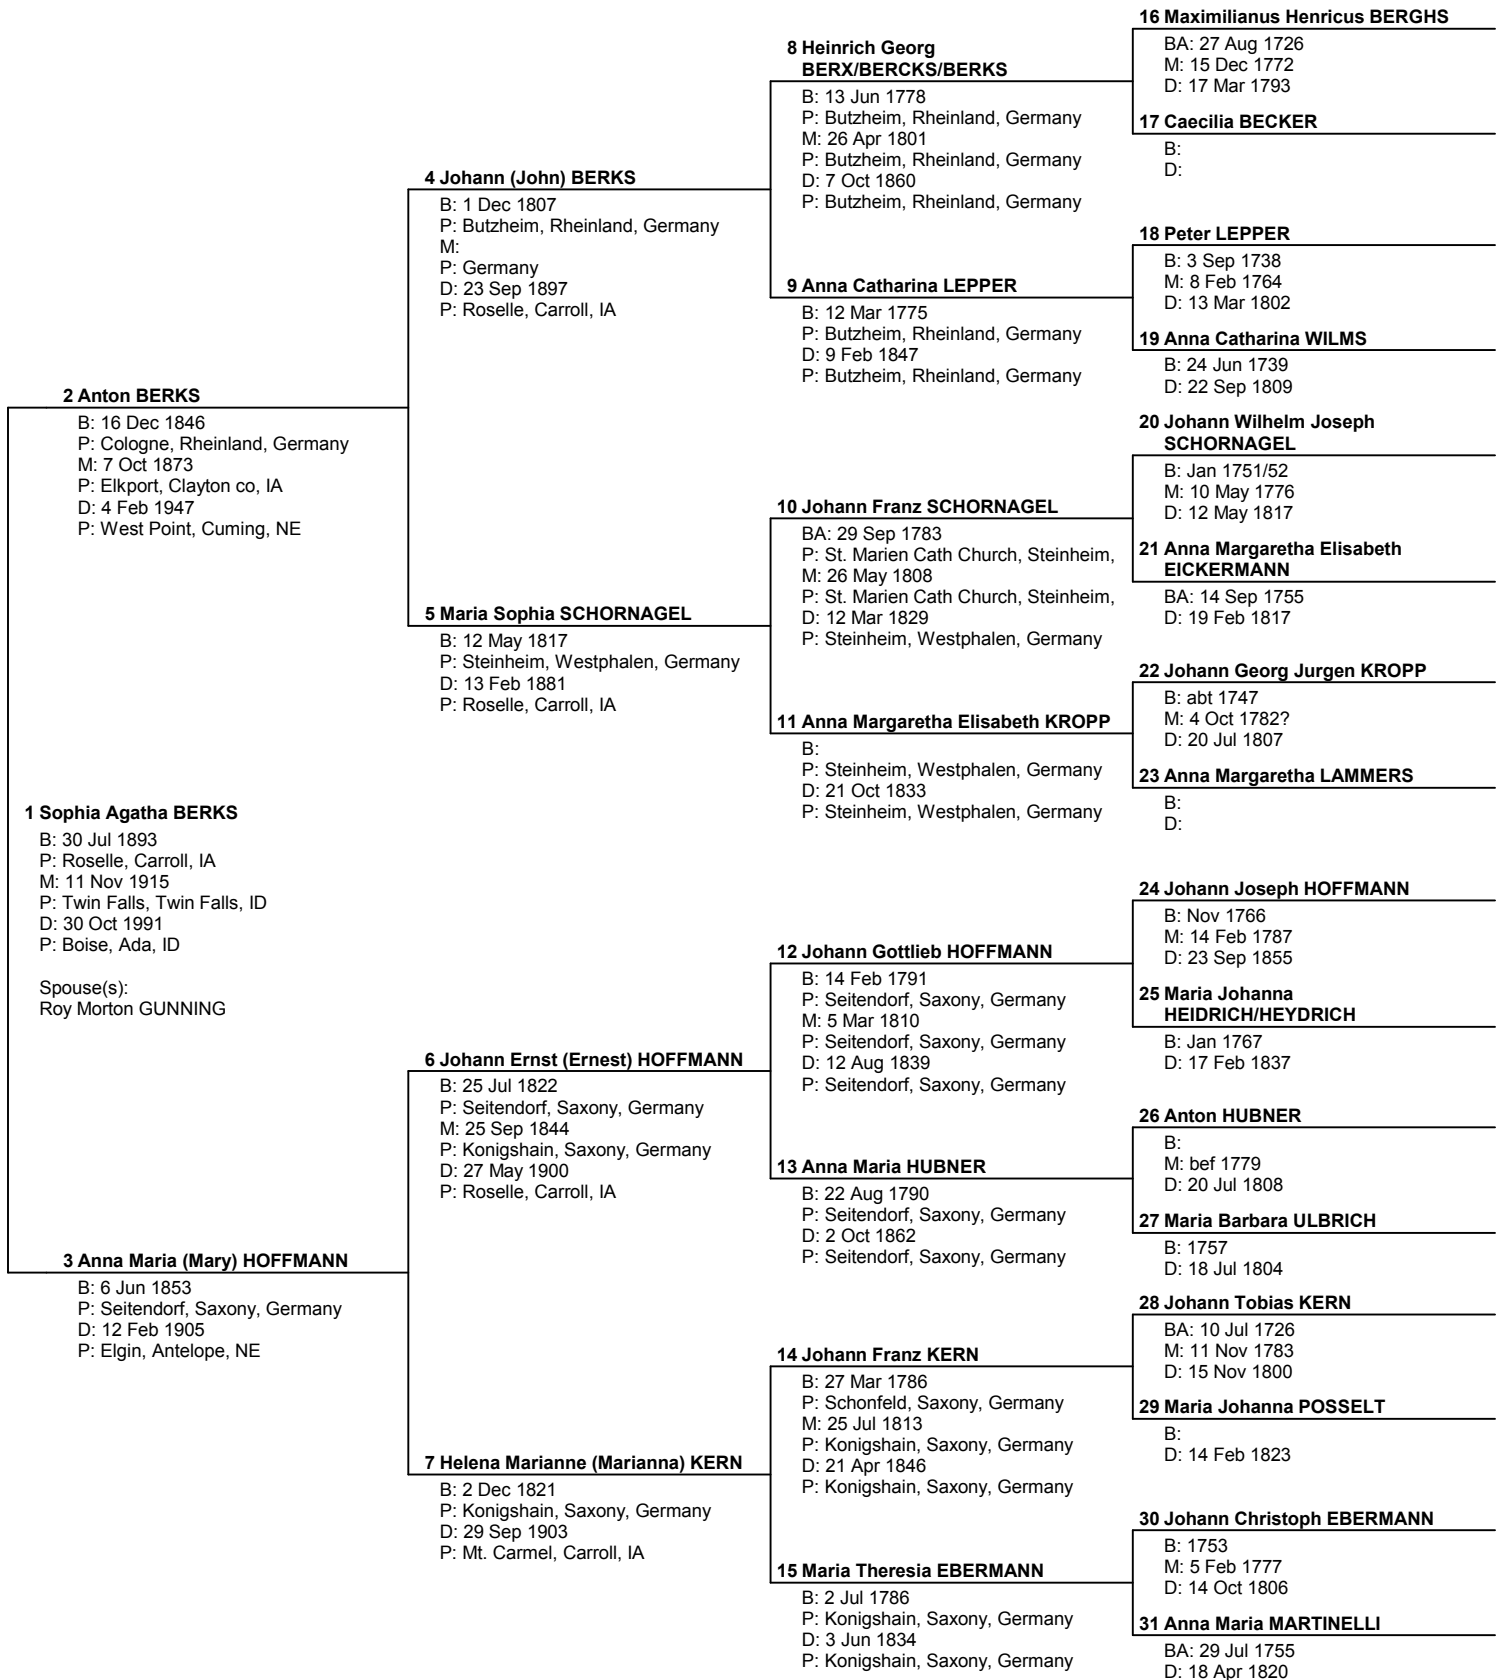 1 Sophia Agatha BERKS
B: 30 Jul 1893
P: Roselle, Carroll, IA
M: 11 Nov 1915
P: Twin Falls, Twin Falls, ID
D: 30 Oct 1991
P: Boise, Ada, ID
Spouse(s):
Roy Morton GUNNING
2 Anton BERKS
B: 16 Dec 1846
P: Cologne, Rheinland, Germany
M: 7 Oct 1873
P: Elkport, Clayton co, IA
D: 4 Feb 1947
P: West Point, Cuming, NE
3 Anna Maria (Mary) HOFFMANN
B: 6 Jun 1853
P: Seitendorf, Saxony, Germany
D: 12 Feb 1905
P: Elgin, Antelope, NE
4 Johann (John) BERKS
B: 1 Dec 1807
P: Butzheim, Rheinland, Germany
M:
P: Germany
D: 23 Sep 1897
P: Roselle, Carroll, IA
5 Maria Sophia SCHORNAGEL
B: 12 May 1817
P: Steinheim, Westphalen, Germany
D: 13 Feb 1881
P: Roselle, Carroll, IA
6 Johann Ernst (Ernest) HOFFMANN
B: 25 Jul 1822
P: Seitendorf, Saxony, Germany
M: 25 Sep 1844
P: Konigshain, Saxony, Germany
D: 27 May 1900
P: Roselle, Carroll, IA
7 Helena Marianne (Marianna) KERN
B: 2 Dec 1821
P: Konigshain, Saxony, Germany
D: 29 Sep 1903
P: Mt. Carmel, Carroll, IA
8 Heinrich Georg
BERX/BERCKS/BERKS
B: 13 Jun 1778
P: Butzheim, Rheinland, Germany
M: 26 Apr 1801
P: Butzheim, Rheinland, Germany
D: 7 Oct 1860
P: Butzheim, Rheinland, Germany
9 Anna Catharina LEPPER
B: 12 Mar 1775
P: Butzheim, Rheinland, Germany
D: 9 Feb 1847
P: Butzheim, Rheinland, Germany
10 Johann Franz SCHORNAGEL
BA: 29 Sep 1783
P: St. Marien Cath Church, Steinheim,
M: 26 May 1808
P: St. Marien Cath Church, Steinheim,
D: 12 Mar 1829
P: Steinheim, Westphalen, Germany
11 Anna Margaretha Elisabeth KROPP
B:
P: Steinheim, Westphalen, Germany
D: 21 Oct 1833
P: Steinheim, Westphalen, Germany
12 Johann Gottlieb HOFFMANN
B: 14 Feb 1791
P: Seitendorf, Saxony, Germany
M: 5 Mar 1810
P: Seitendorf, Saxony, Germany
D: 12 Aug 1839
P: Seitendorf, Saxony, Germany
13 Anna Maria HUBNER
B: 22 Aug 1790
P: Seitendorf, Saxony, Germany
D: 2 Oct 1862
P: Seitendorf, Saxony, Germany
14 Johann Franz KERN
B: 27 Mar 1786
P: Schonfeld, Saxony, Germany
M: 25 Jul 1813
P: Konigshain, Saxony, Germany
D: 21 Apr 1846
P: Konigshain, Saxony, Germany
15 Maria Theresia EBERMANN
B: 2 Jul 1786
P: Konigshain, Saxony, Germany
D: 3 Jun 1834
P: Konigshain, Saxony, Germany
16 Maximilianus Henricus BERGHS
BA: 27 Aug 1726
M: 15 Dec 1772
D: 17 Mar 1793
17 Caecilia BECKER
B:
D:
18 Peter LEPPER
B: 3 Sep 1738
M: 8 Feb 1764
D: 13 Mar 1802
19 Anna Catharina WILMS
B: 24 Jun 1739
D: 22 Sep 1809
20 Johann Wilhelm Joseph
SCHORNAGEL
B: Jan 1751/52
M: 10 May 1776
D: 12 May 1817
21 Anna Margaretha Elisabeth
EICKERMANN
BA: 14 Sep 1755
D: 19 Feb 1817
22 Johann Georg Jurgen KROPP
B: abt 1747
M: 4 Oct 1782?
D: 20 Jul 1807
23 Anna Margaretha LAMMERS
B:
D:
24 Johann Joseph HOFFMANN
B: Nov 1766
M: 14 Feb 1787
D: 23 Sep 1855
25 Maria Johanna
HEIDRICH/HEYDRICH
B: Jan 1767
D: 17 Feb 1837
26 Anton HUBNER
B:
M: bef 1779
D: 20 Jul 1808
27 Maria Barbara ULBRICH
B: 1757
D: 18 Jul 1804
28 Johann Tobias KERN
BA: 10 Jul 1726
M: 11 Nov 1783
D: 15 Nov 1800
29 Maria Johanna POSSELT
B:
D: 14 Feb 1823
30 Johann Christoph EBERMANN
B: 1753
M: 5 Feb 1777
D: 14 Oct 1806
31 Anna Maria MARTINELLI
BA: 29 Jul 1755
D: 18 Apr 1820